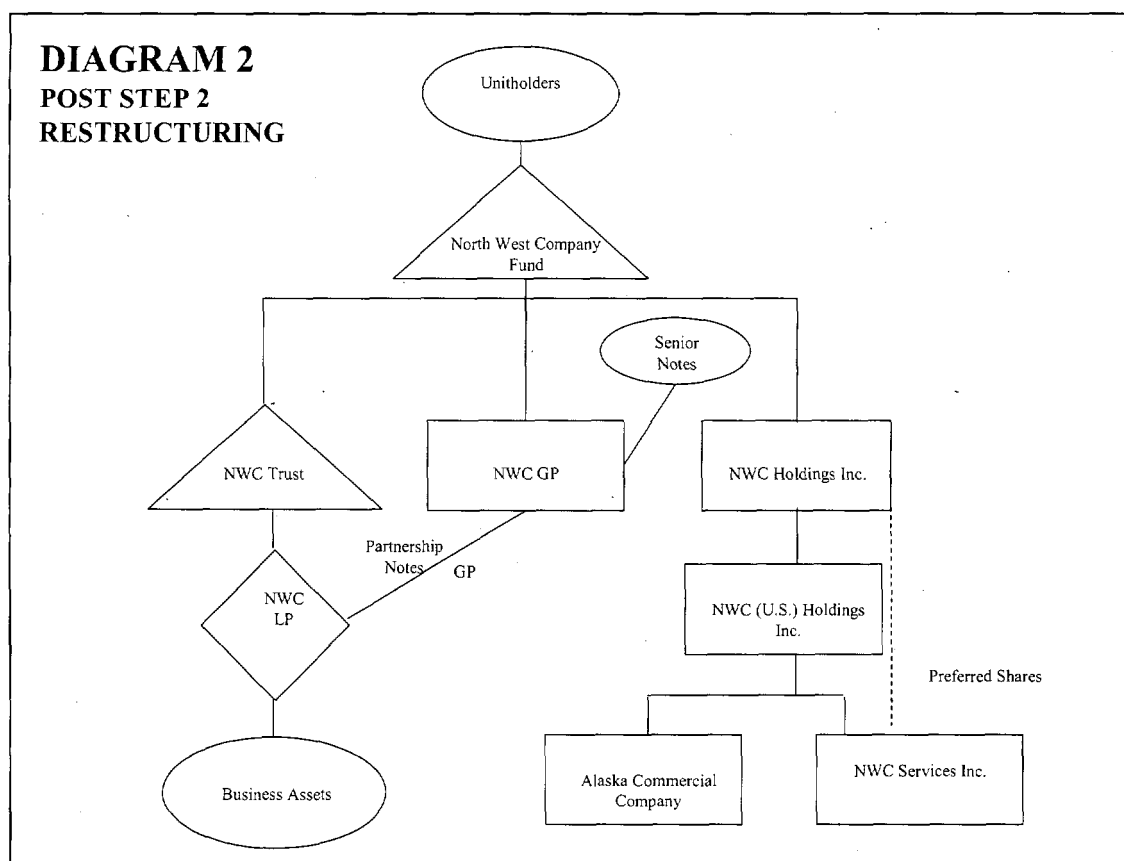 DIAGRAM 2
POST STEP 2
RESTRUCTURING
Unitholders
North West Company
Fund
Senior
Notes
NWC Trust
NWC GP
NWC Holdings Inc.
Partnership
Notes
GP
NWC
LP
NWC (U.S.) Holdings
Inc.
Preferred Shares
Alaska Commercial
Company
NWC Services Inc.
Business Assets